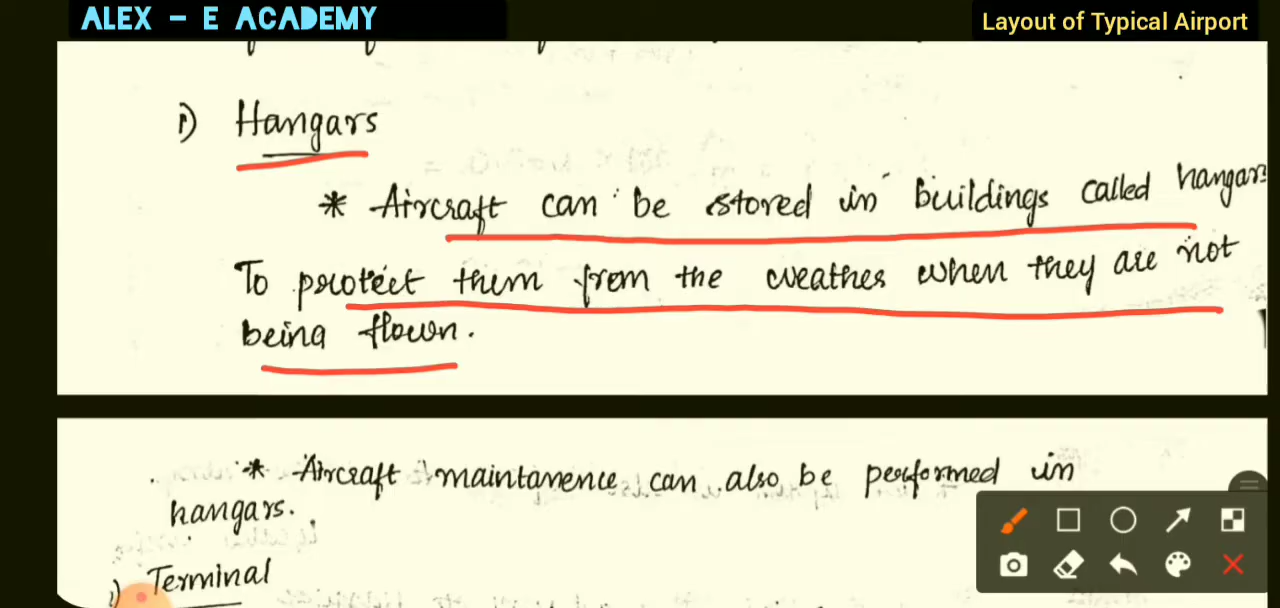 ALEX – E ACADEMY
Layout of Typical Airport
1) Hangars
* Aircraft can be stored in buildings called hangars
To protect them from the weather when they are not
being flown.
* Aircraft maintanence can also be performed in
hangars.
Terminal